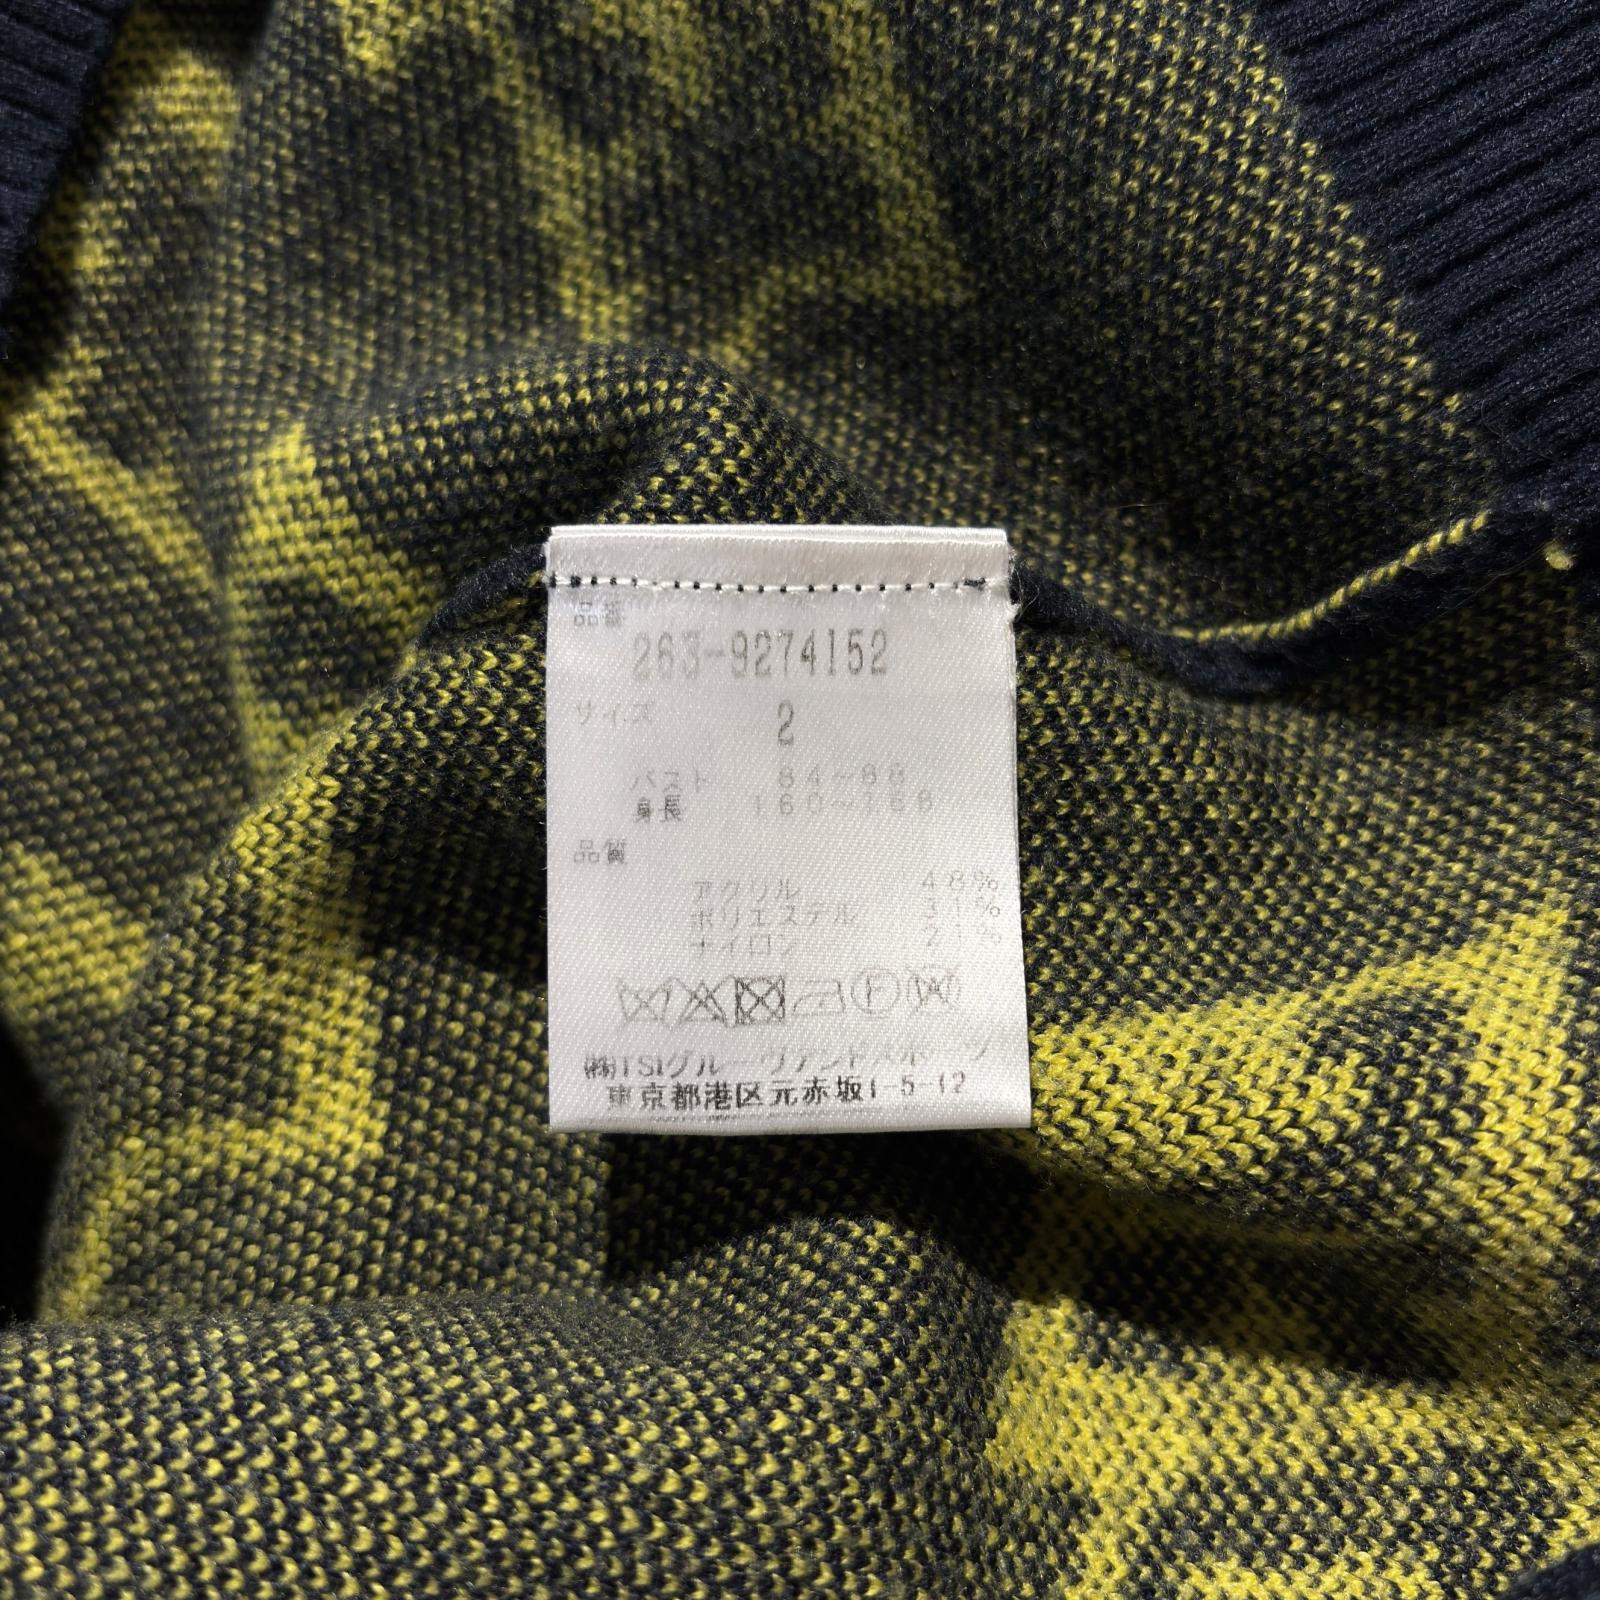 品番
263-9274152
サイズ 2
バスト 84-88
身長 160-168
品質
アクリル 48%
ポリエステル 31%
ナイロン 21%
㈱TSIグルーヴアンドスポーツ
東京都港区元赤坂1-5-12